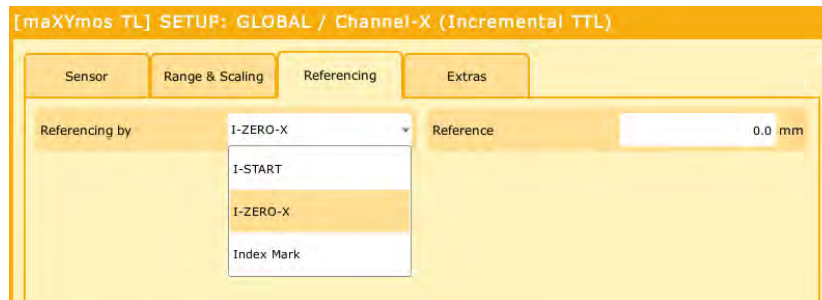 [maXYmos TL] SETUP: GLOBAL / Channel-X (Incremental TTL)
Sensor Range & Scaling Referencing Extras
Referencing by I-ZERO-X Reference 0.0 mm
I-START
I-ZERO-X
Index Mark